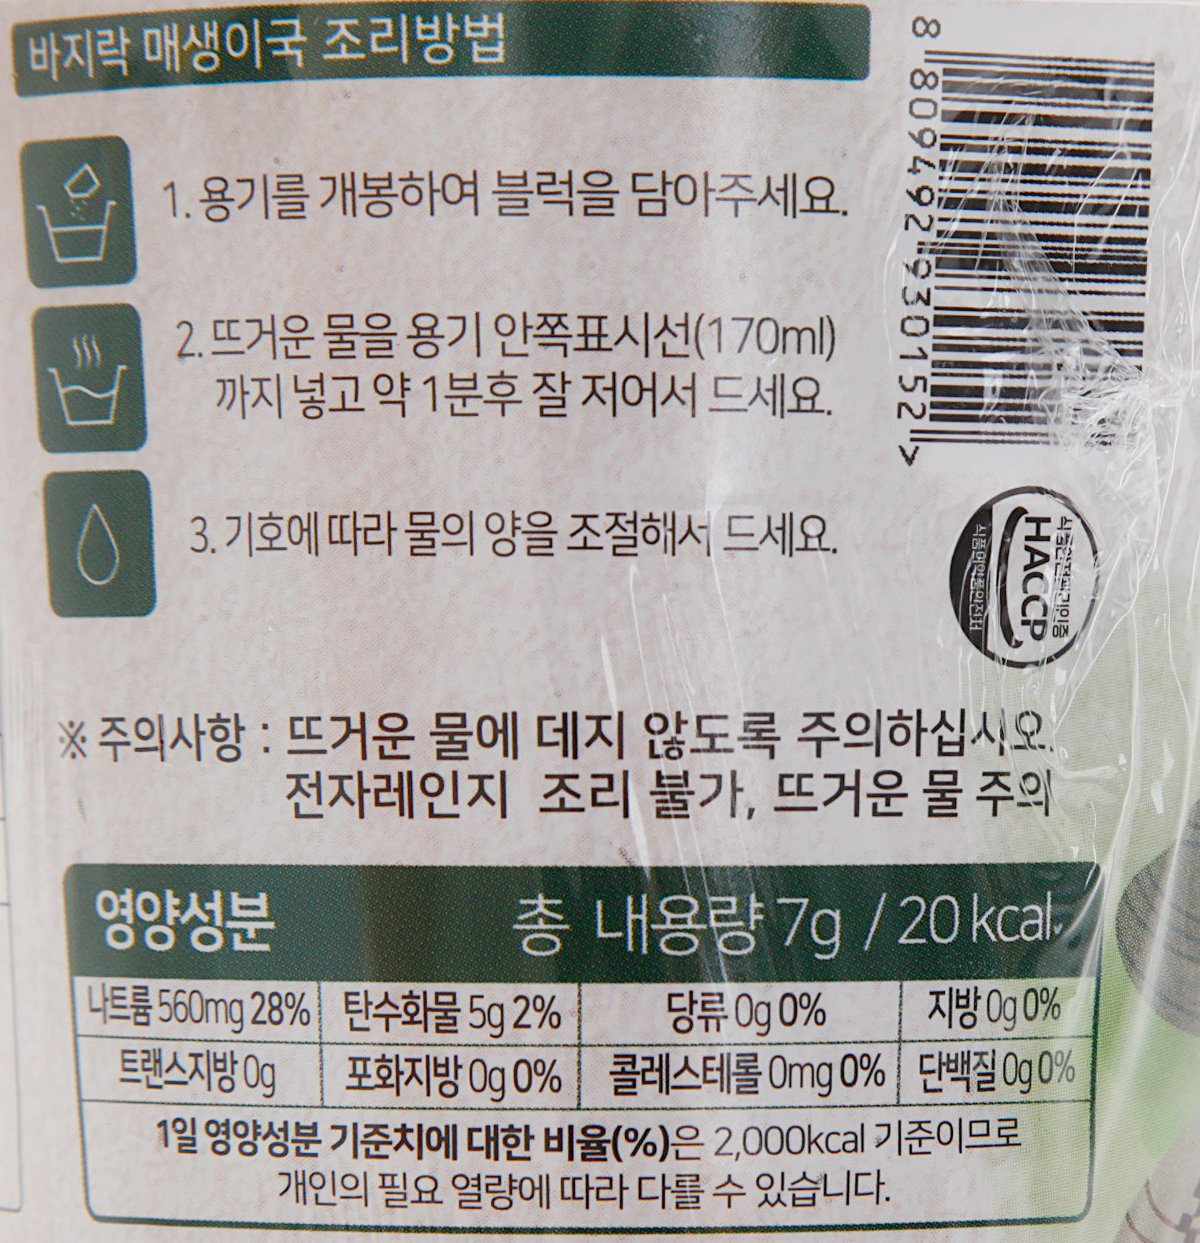 바지락 매생이국 조리방법
1. 용기를 개봉하여 블럭을 담아주세요.
2. 뜨거운 물을 용기 안쪽표시선(170ml)
까지 넣고 약 1분후 잘 저어서 드세요.
3. 기호에 따라 물의 양을 조절해서 드세요.
8 809492 930152 >
HACCP
※ 주의사항 : 뜨거운 물에 데지 않도록 주의하십시오.
전자레인지 조리 불가, 뜨거운 물 주의
영양성분 총 내용량 7g / 20 kcal
나트륨 560mg 28% 탄수화물 5g 2% 당류 0g 0% 지방 0g 0%
트랜스지방 0g 포화지방 0g 0% 콜레스테롤 0mg 0% 단백질 0g 0%
1일 영양성분 기준치에 대한 비율(%)은 2,000kcal 기준이므로
개인의 필요 열량에 따라 다를 수 있습니다.